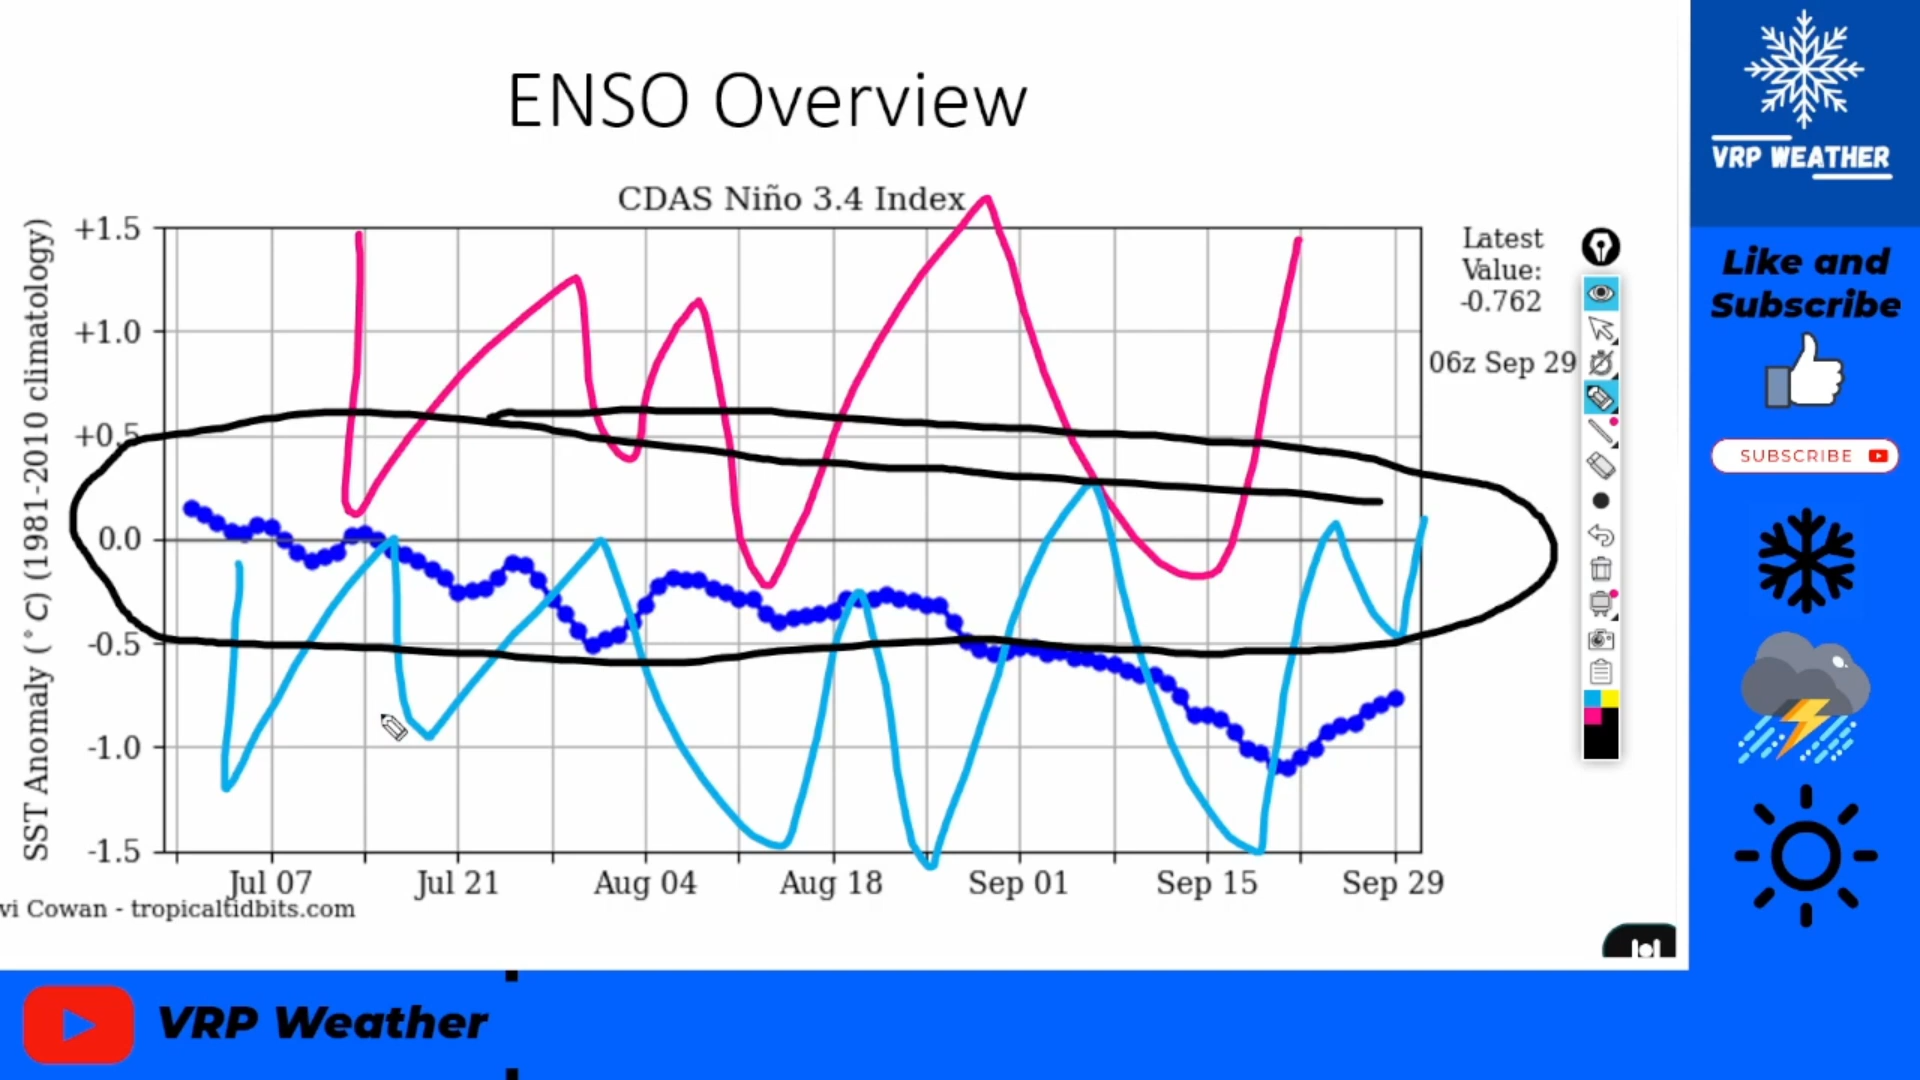 ENSO Overview
CDAS Niño 3.4 Index
SST Anomaly (°C) (1981-2010 climatology)
+1.5
+1.0
+0.5
0.0
-0.5
-1.0
-1.5
Jul 07
Jul 21
Aug 04
Aug 18
Sep 01
Sep 15
Sep 29
Latest
Value:
-0.762
06z Sep 29
vi Cowan - tropicaltidbits.com
VRP WEATHER
Like and
Subscribe
SUBSCRIBE
VRP Weather